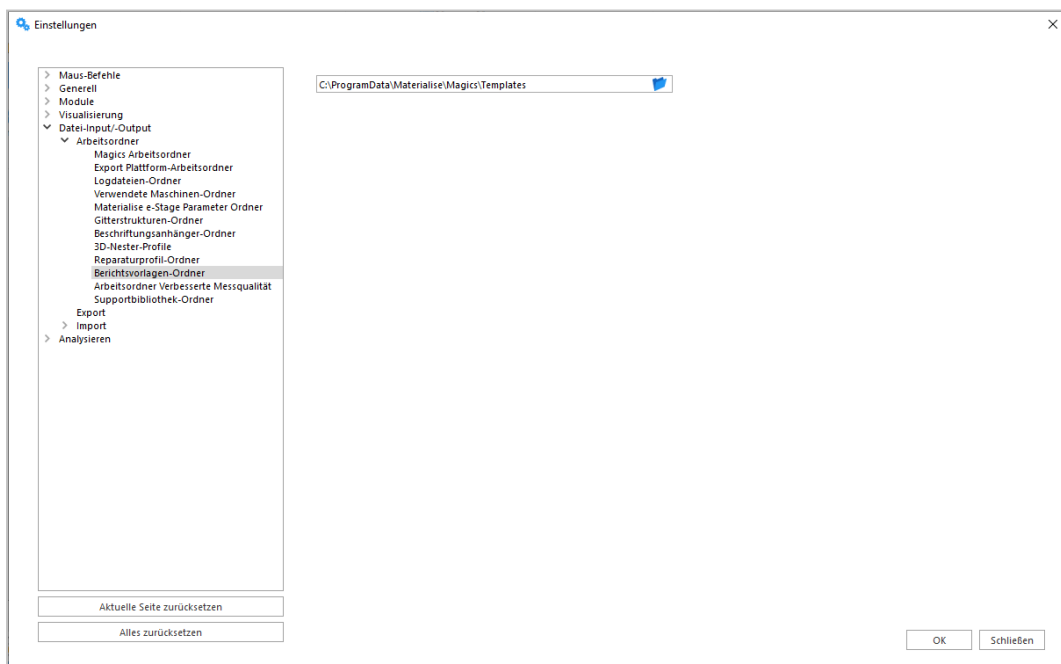 Einstellungen
Maus-Befehle
Generell
Module
Visualisierung
Datei-Input/-Output
Arbeitsordner
Magics Arbeitsordner
Export Plattform-Arbeitsordner
Logdateien-Ordner
Verwendete Maschinen-Ordner
Materialise e-Stage Parameter Ordner
Gitterstrukturen-Ordner
Beschriftungsanhänger-Ordner
3D-Nester-Profile
Reparaturprofil-Ordner
Berichtsvorlagen-Ordner
Arbeitsordner Verbesserte Messqualität
Supportbibliothek-Ordner
Export
Import
Analysieren
C:\ProgramData\Materialise\Magics\Templates
Aktuelle Seite zurücksetzen
Alles zurücksetzen
OK
Schließen